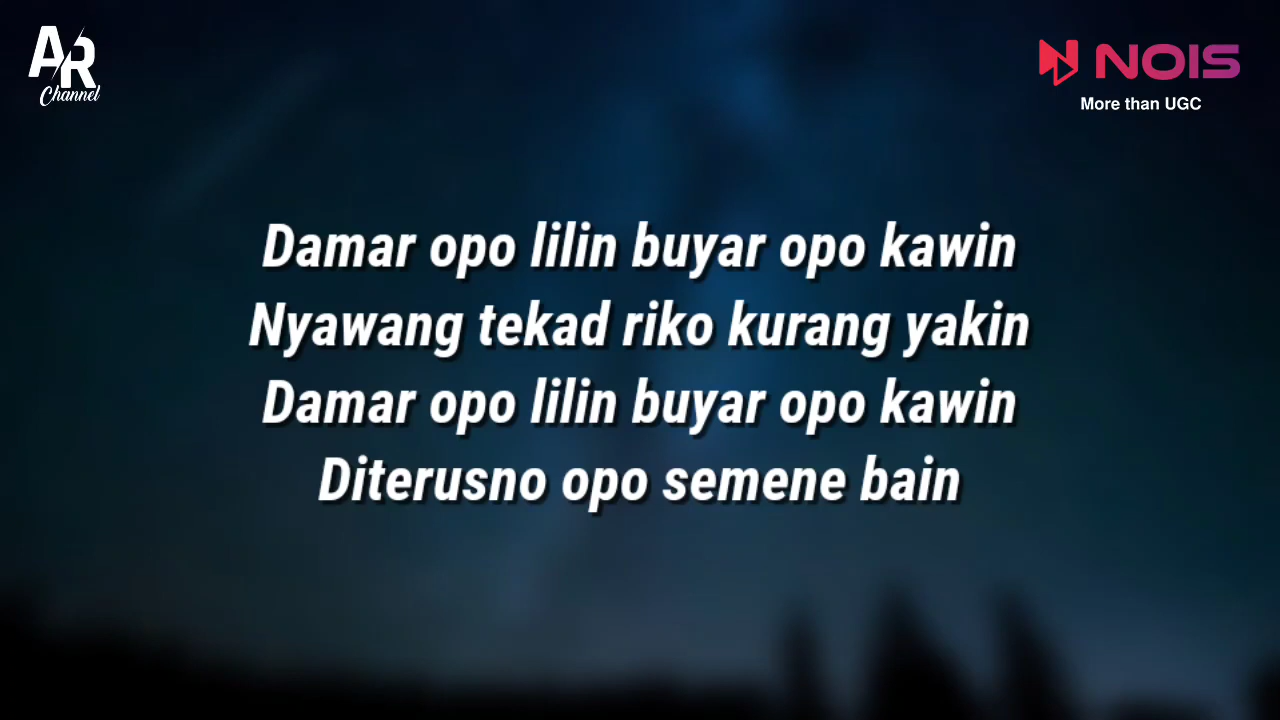 AR
Channel
NOIS
More than UGC
Damar opo lilin buyar opo kawin
Nyawang tekad riko kurang yakin
Damar opo lilin buyar opo kawin
Diterusno opo semene bain